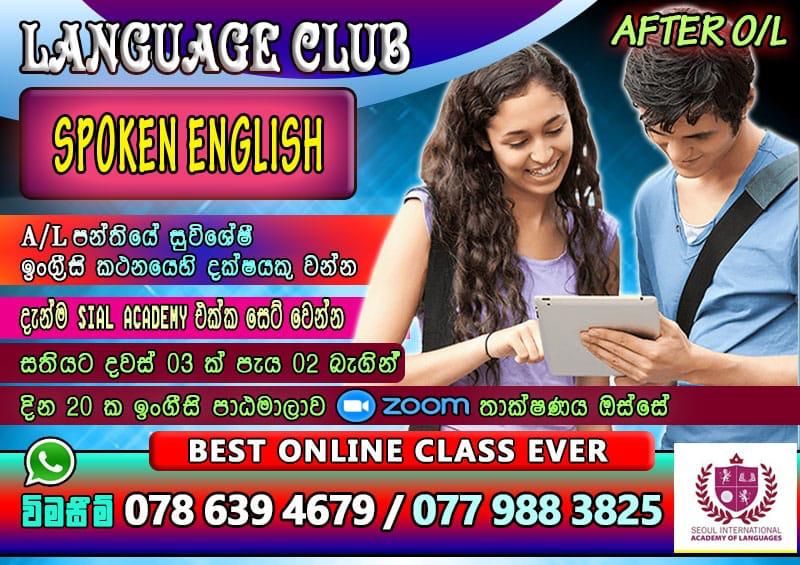 LANGUAGE CLUB
AFTER O/L
SPOKEN ENGLISH
A/L පන්තියේ සුවිශේෂී
ඉංග්‍රීසි කථනයෙහි දක්ෂයකු වන්න
දැන්ම SIAL ACADEMY එක්ක සෙට් වෙන්න
සතියට දවස් 03 ක් පැය 02 බැගින්
දින 20 ක ඉංගීසි පාඨමාලාව zoom තාක්ෂණය ඔස්සේ
BEST ONLINE CLASS EVER
විමසීම් 078 639 4679 / 077 988 3825
SEOUL INTERNATIONAL
ACADEMY OF LANGUAGES